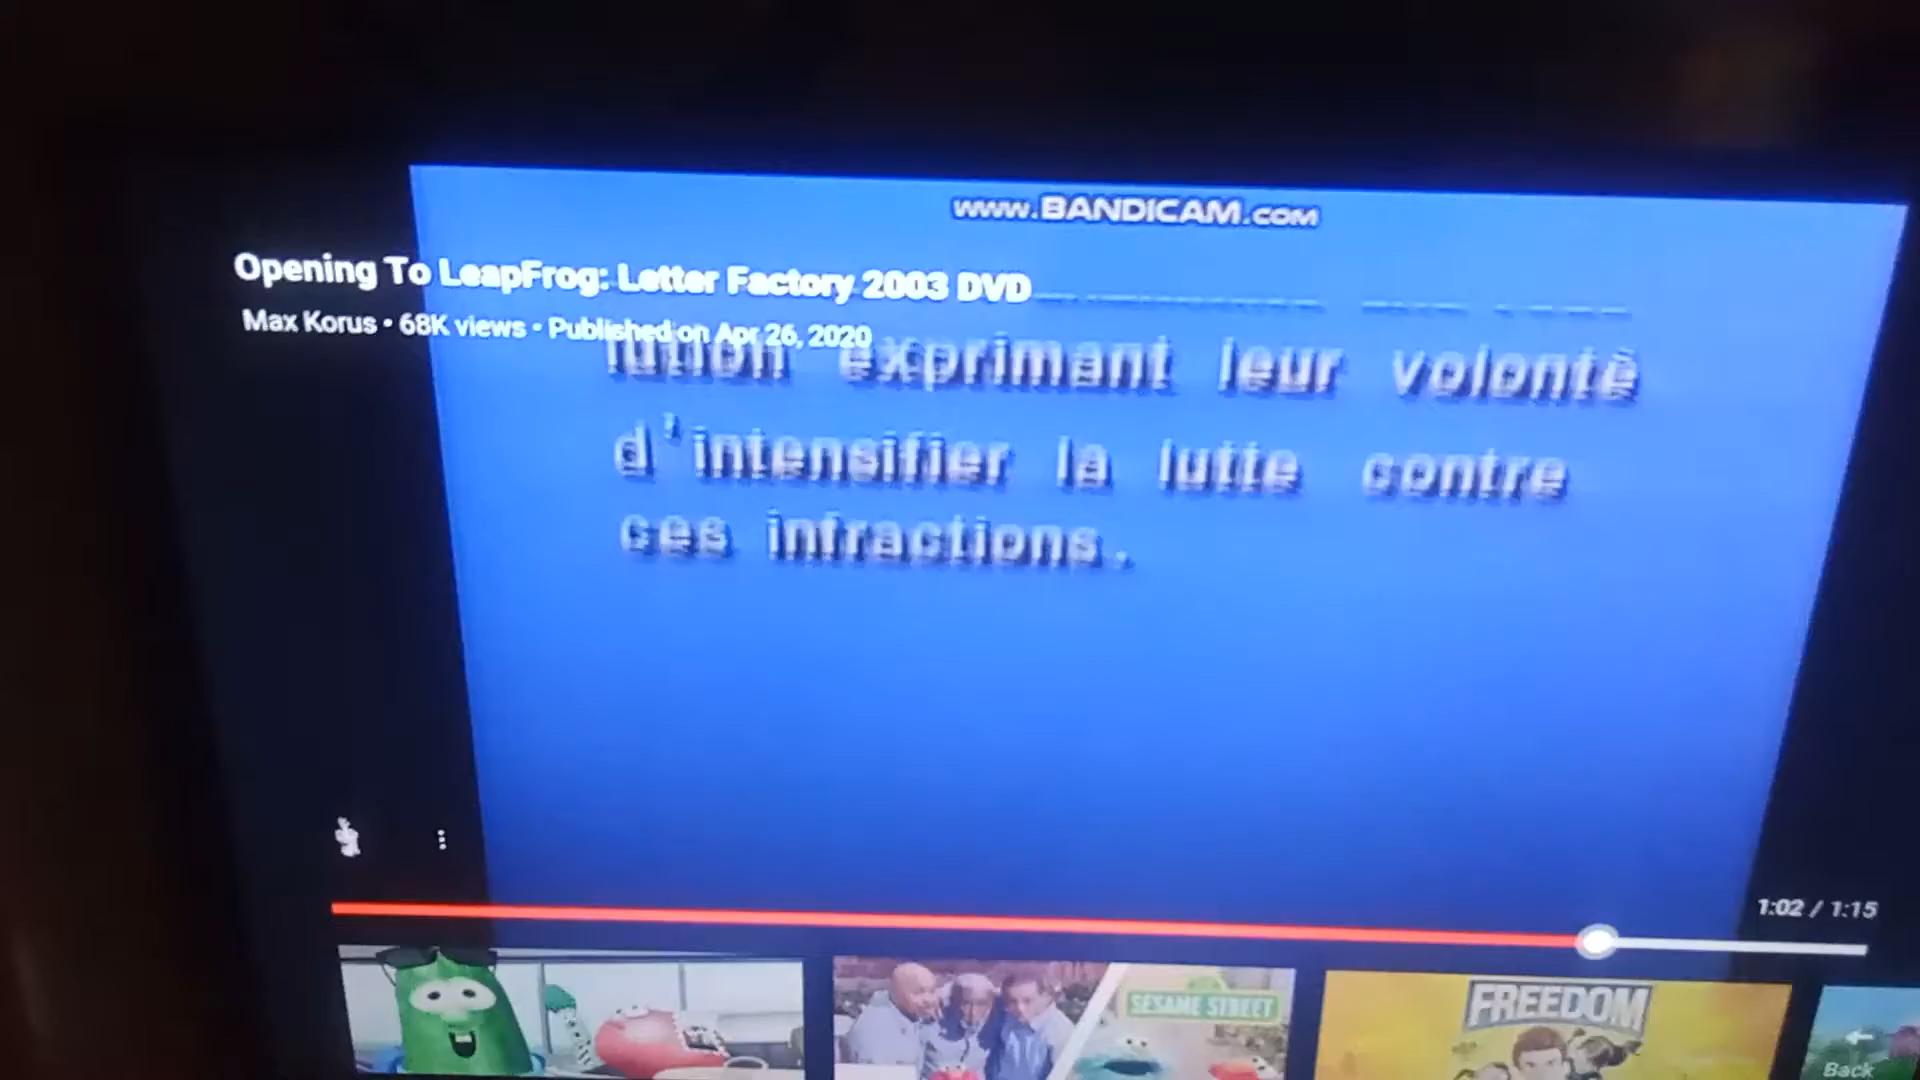 www.BANDICAM.com
Opening To LeapFrog: Letter Factory 2003 DVD
Max Korus • 68K views • Published on Apr 26, 2020
lution exprimant leur volonté
d'intensifier la lutte contre
ces infractions.
1:02 / 1:15
SESAME STREET
FREEDOM
Back